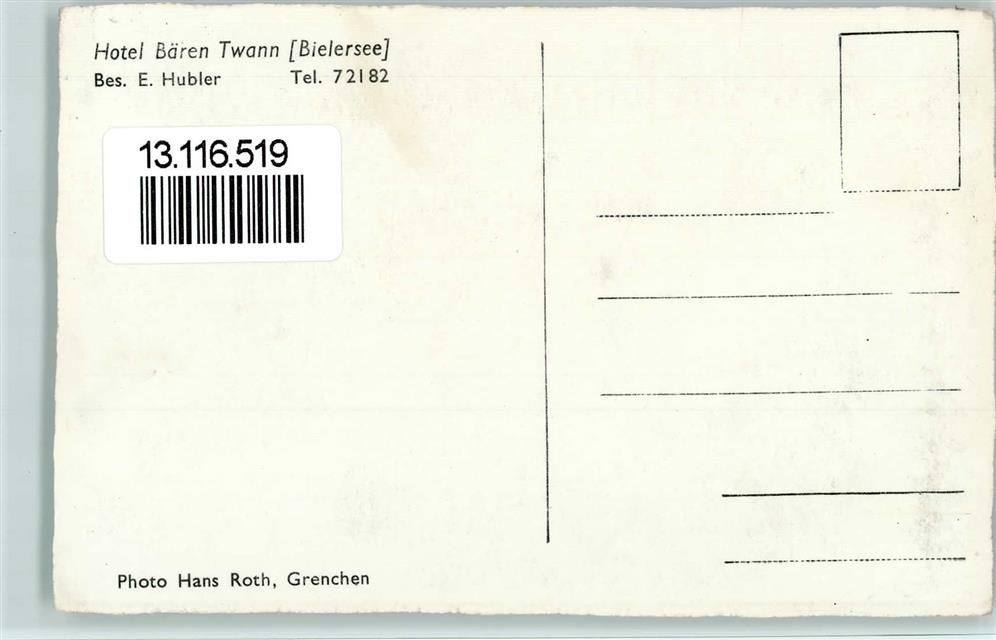 Hotel Bären Twann [Bielersee]
Bes. E. Hubler Tel. 72182
13.116.519
Photo Hans Roth, Grenchen